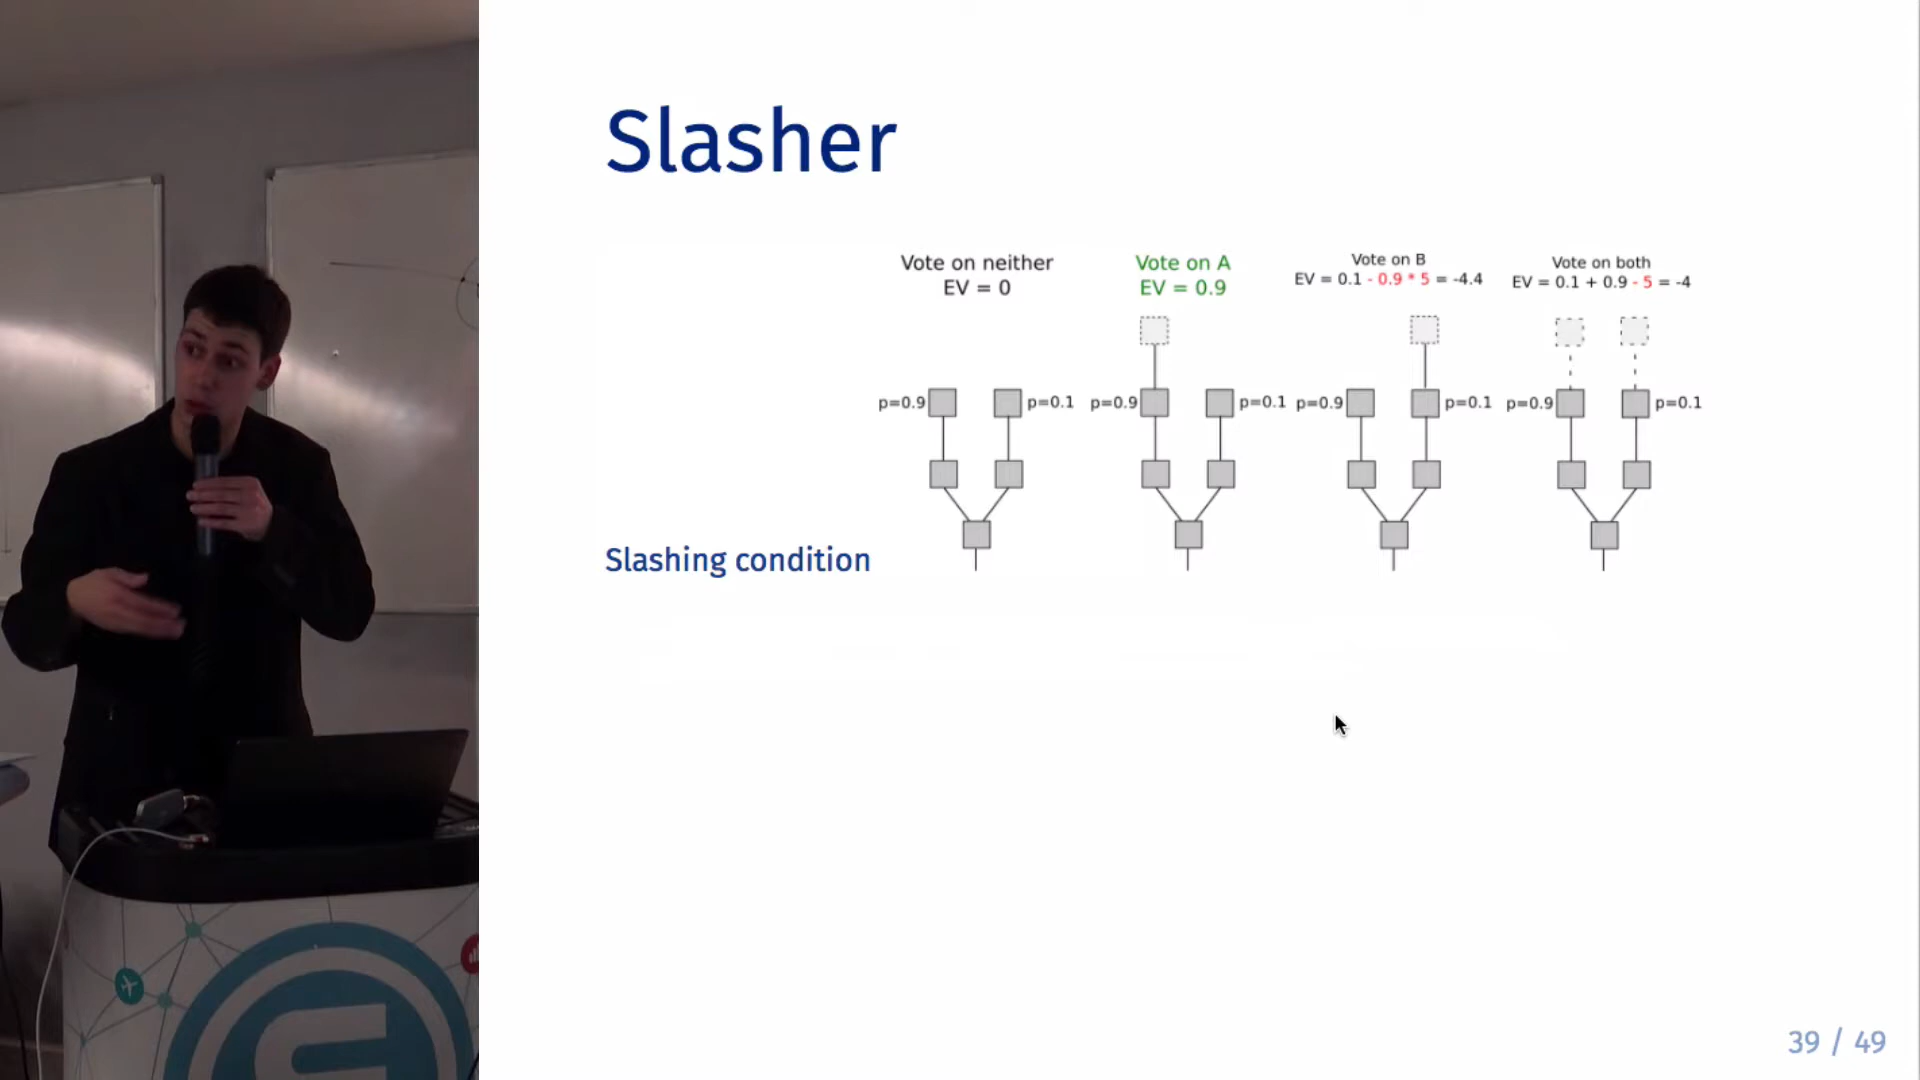 Slasher
Vote on neither
EV = 0
Vote on A
EV = 0.9
Vote on B
EV = 0.1 - 0.9 * 5 = -4.4
Vote on both
EV = 0.1 + 0.9 - 5 = -4
p=0.9
p=0.1
p=0.9
p=0.1
p=0.9
p=0.1
p=0.9
p=0.1
Slashing condition
39 / 49